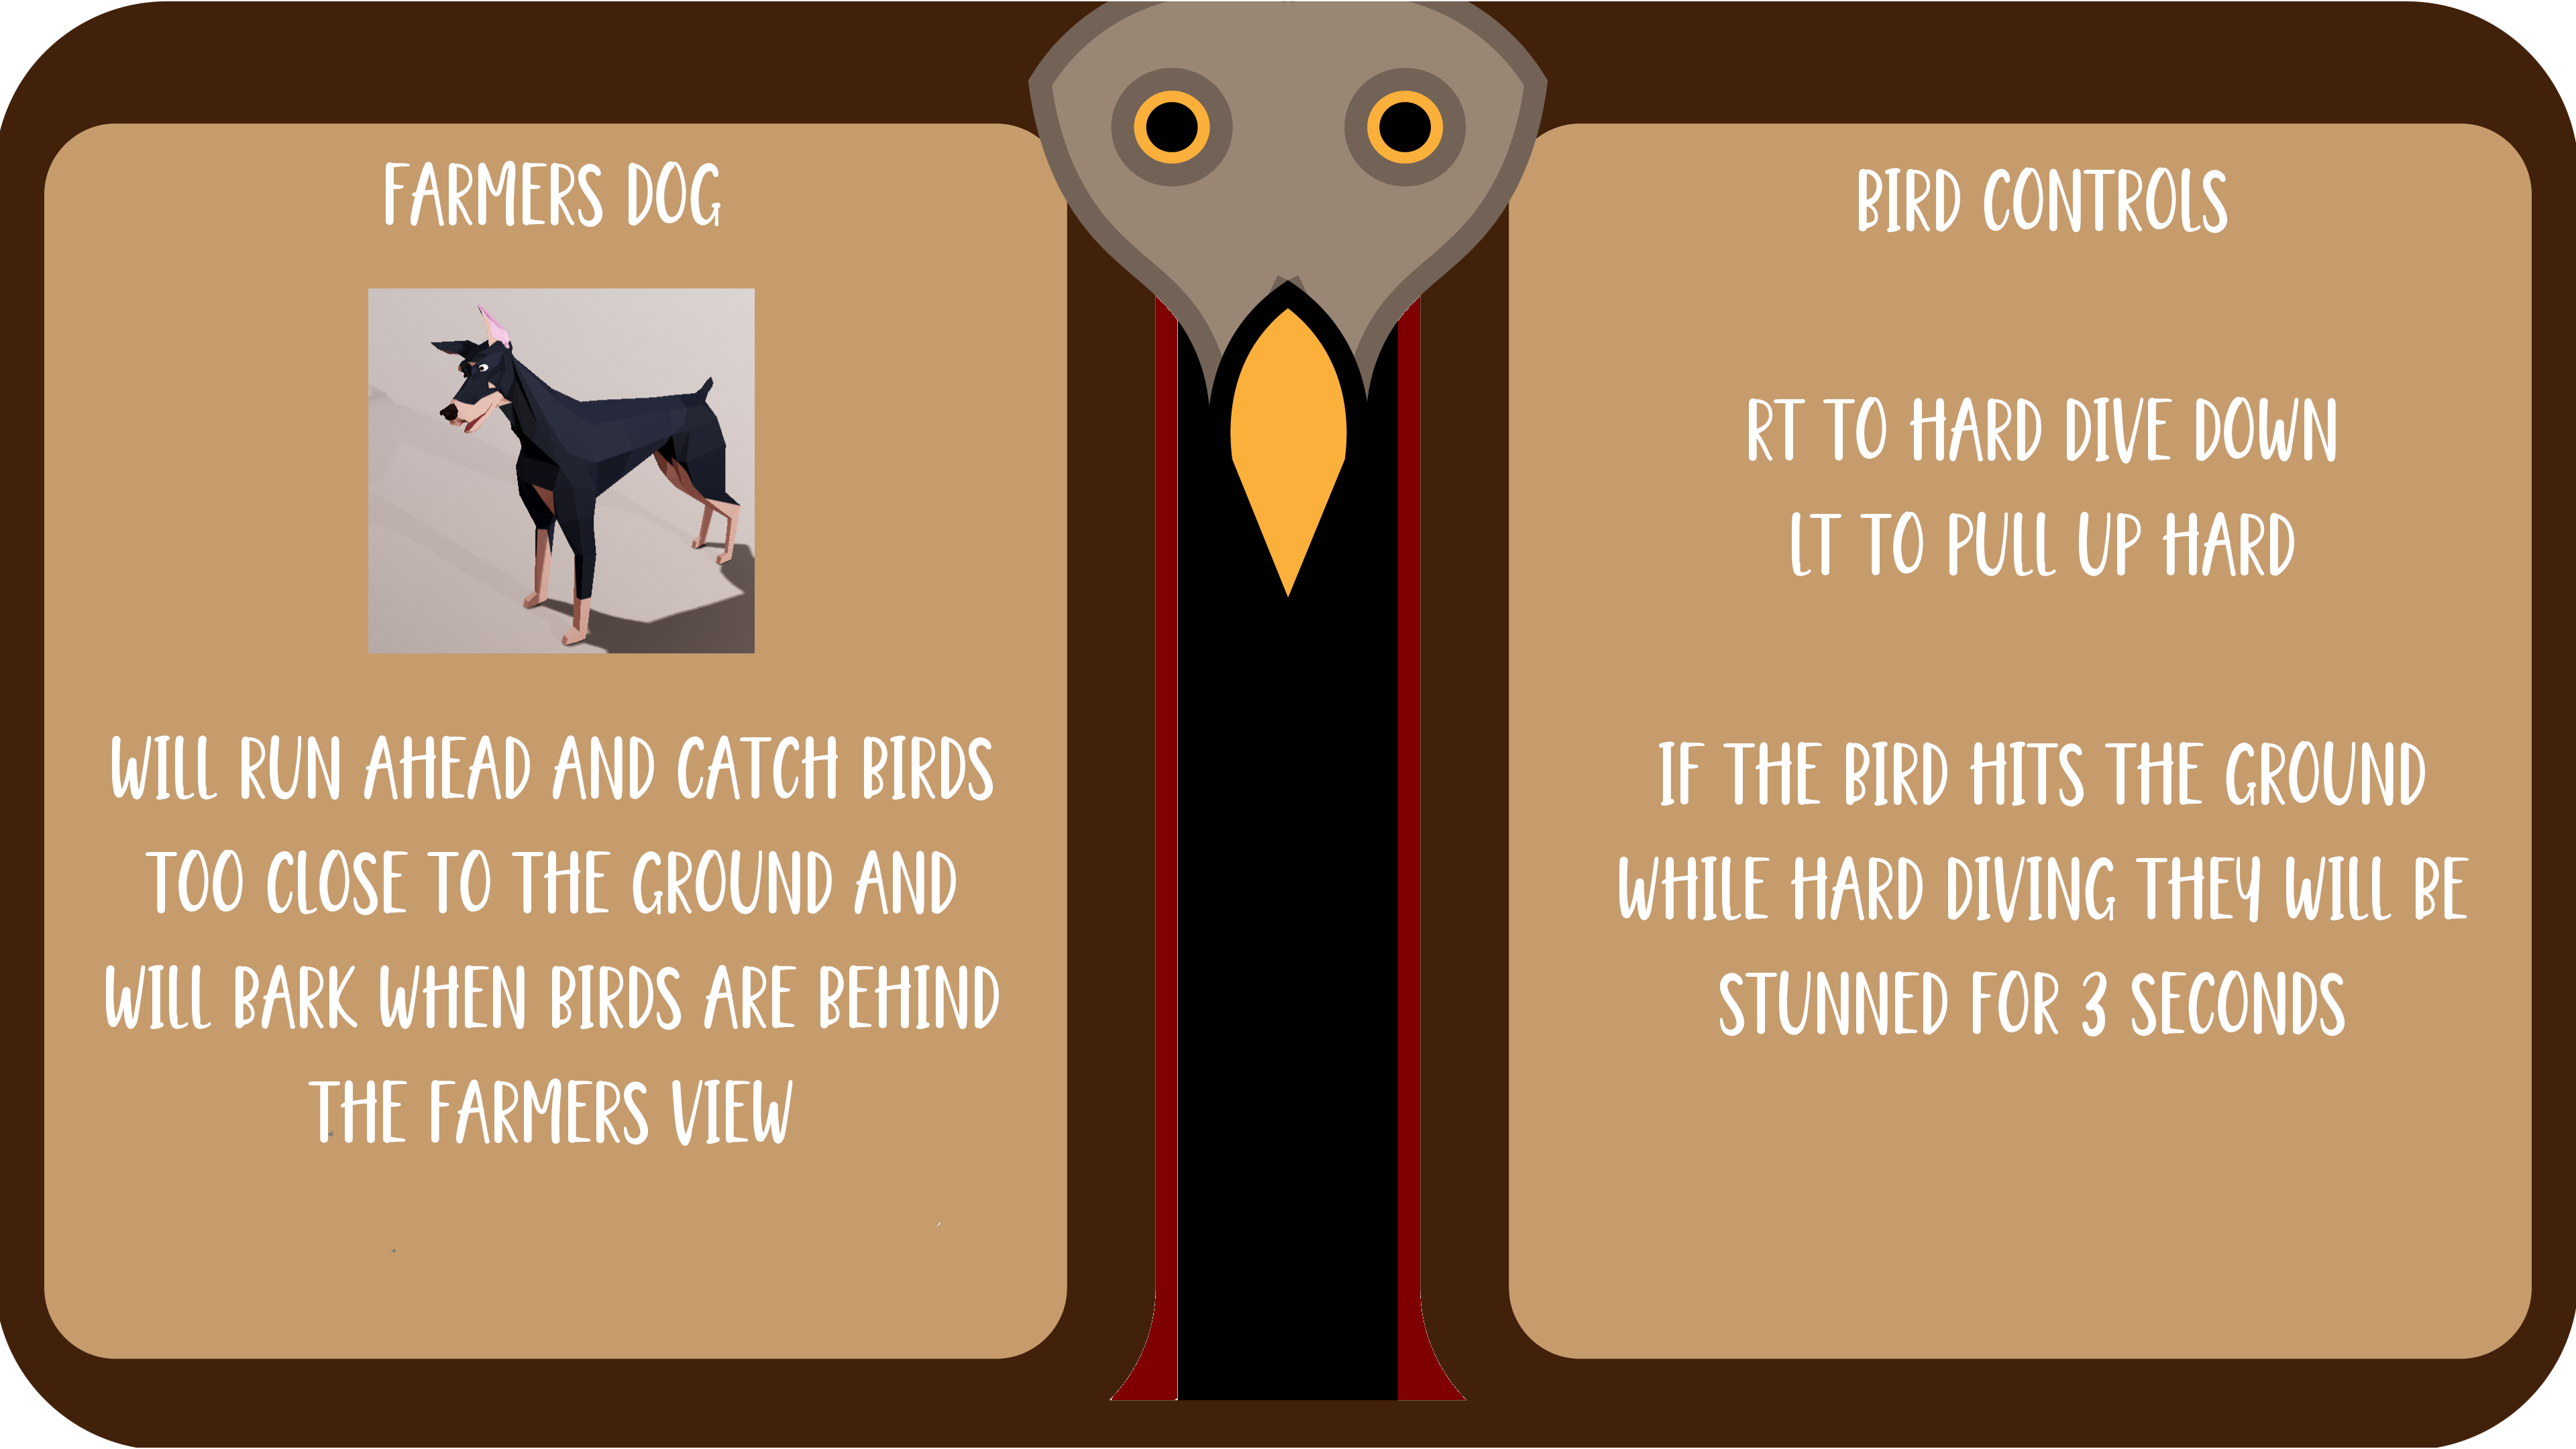 FARMERS DOG
WILL RUN AHEAD AND CATCH BIRDS
TOO CLOSE TO THE GROUND AND
WILL BARK WHEN BIRDS ARE BEHIND
THE FARMERS VIEW
BIRD CONTROLS
RT TO HARD DIVE DOWN
LT TO PULL UP HARD
IF THE BIRD HITS THE GROUND
WHILE HARD DIVING THEY WILL BE
STUNNED FOR 3 SECONDS